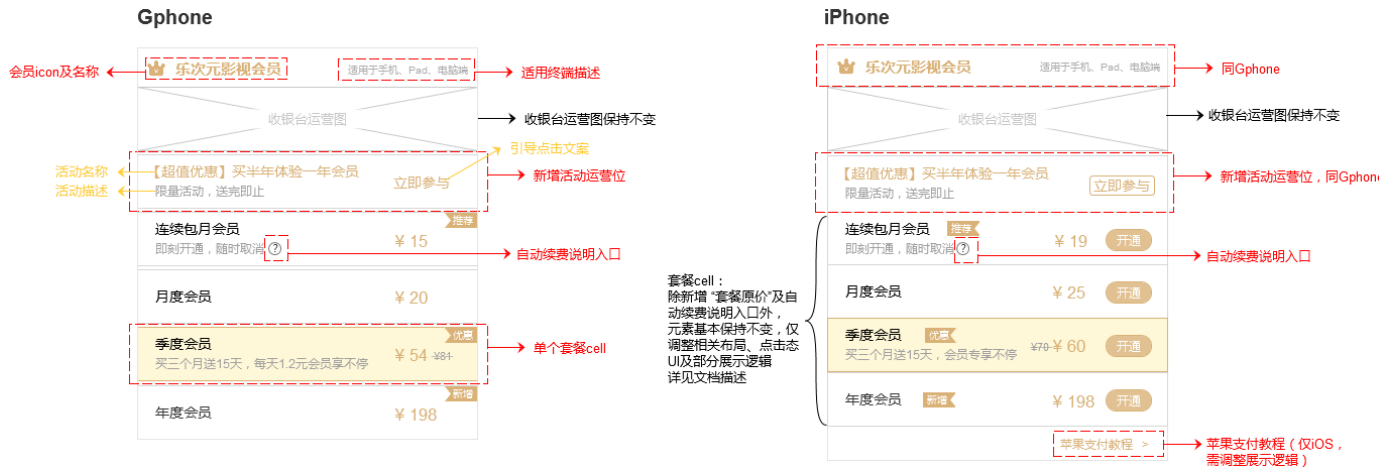 Gphone
会员icon及名称
乐次元影视会员
适用于手机、Pad、电脑端
适用终端描述
收银台运营图
收银台运营图保持不变
引导点击文案
活动名称
【超值优惠】买半年体验一年会员
活动描述
限量活动，送完即止
立即参与
新增活动运营位
推荐
连续包月会员
即刻开通，随时取消?
¥ 15
自动续费说明入口
月度会员
¥ 20
优惠
季度会员
买三个月送15天，每天1.2元会员享不停
¥ 54 ¥81
单个套餐cell
新增
年度会员
¥ 198
iPhone
乐次元影视会员
适用于手机、Pad、电脑端
同Gphone
收银台运营图
收银台运营图保持不变
【超值优惠】买半年体验一年会员
限量活动，送完即止
立即参与
新增活动运营位，同Gphone
连续包月会员
推荐
即刻开通，随时取消?
¥ 19
开通
自动续费说明入口
套餐cell：
除新增 “套餐原价”及自
动续费说明入口外，
元素基本保持不变，仅
调整相关布局、点击态
UI及部分展示逻辑
详见文档描述
月度会员
¥ 25
开通
季度会员
优惠
买三个月送15天，会员专享不停
¥70 ¥ 60
开通
年度会员
新增
¥ 198
开通
苹果支付教程 >
苹果支付教程（仅iOS，
需调整展示逻辑）